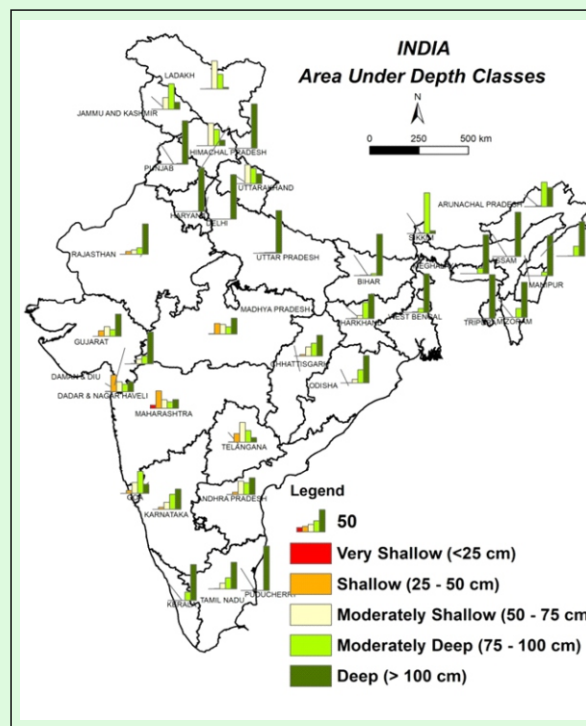 INDIA
Area Under Depth Classes
N
0 250 500 km
LADAKH
JAMMU AND KASHMIR
HIMACHAL PRADESH
PUNJAB
UTTARAKHAND
HARYANA
DELHI
ARUNACHAL PRADESH
SIKKIM
RAJASTHAN
UTTAR PRADESH
BIHAR
MANIPUR
MADHYA PRADESH
GUJARAT
JHARKHAND
WEST BENGAL
TRIPURA
MIZORAM
CHHATTISGARH
ODISHA
DAMAN & DIU
DADAR & NAGAR HAVELI
MAHARASHTRA
TELANGANA
GOA
KARNATAKA
ANDHRA PRADESH
KERALA
TAMIL NADU
PUDUCHERRY
Legend
50
Very Shallow (<25 cm)
Shallow (25 - 50 cm)
Moderately Shallow (50 - 75 cm
Moderately Deep (75 - 100 cm)
Deep (> 100 cm)